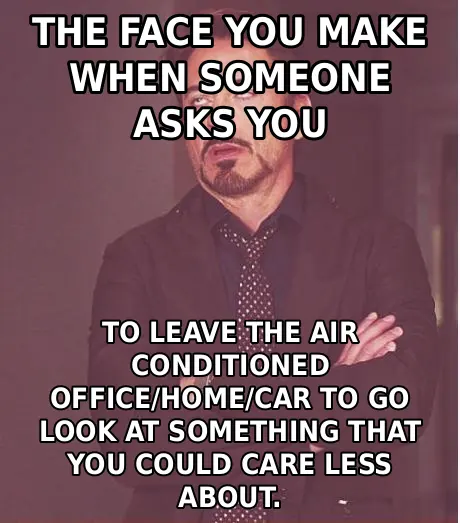 THE FACE YOU MAKE
WHEN SOMEONE
ASKS YOU
TO LEAVE THE AIR
CONDITIONED
OFFICE/HOME/CAR TO GO
LOOK AT SOMETHING THAT
YOU COULD CARE LESS
ABOUT.